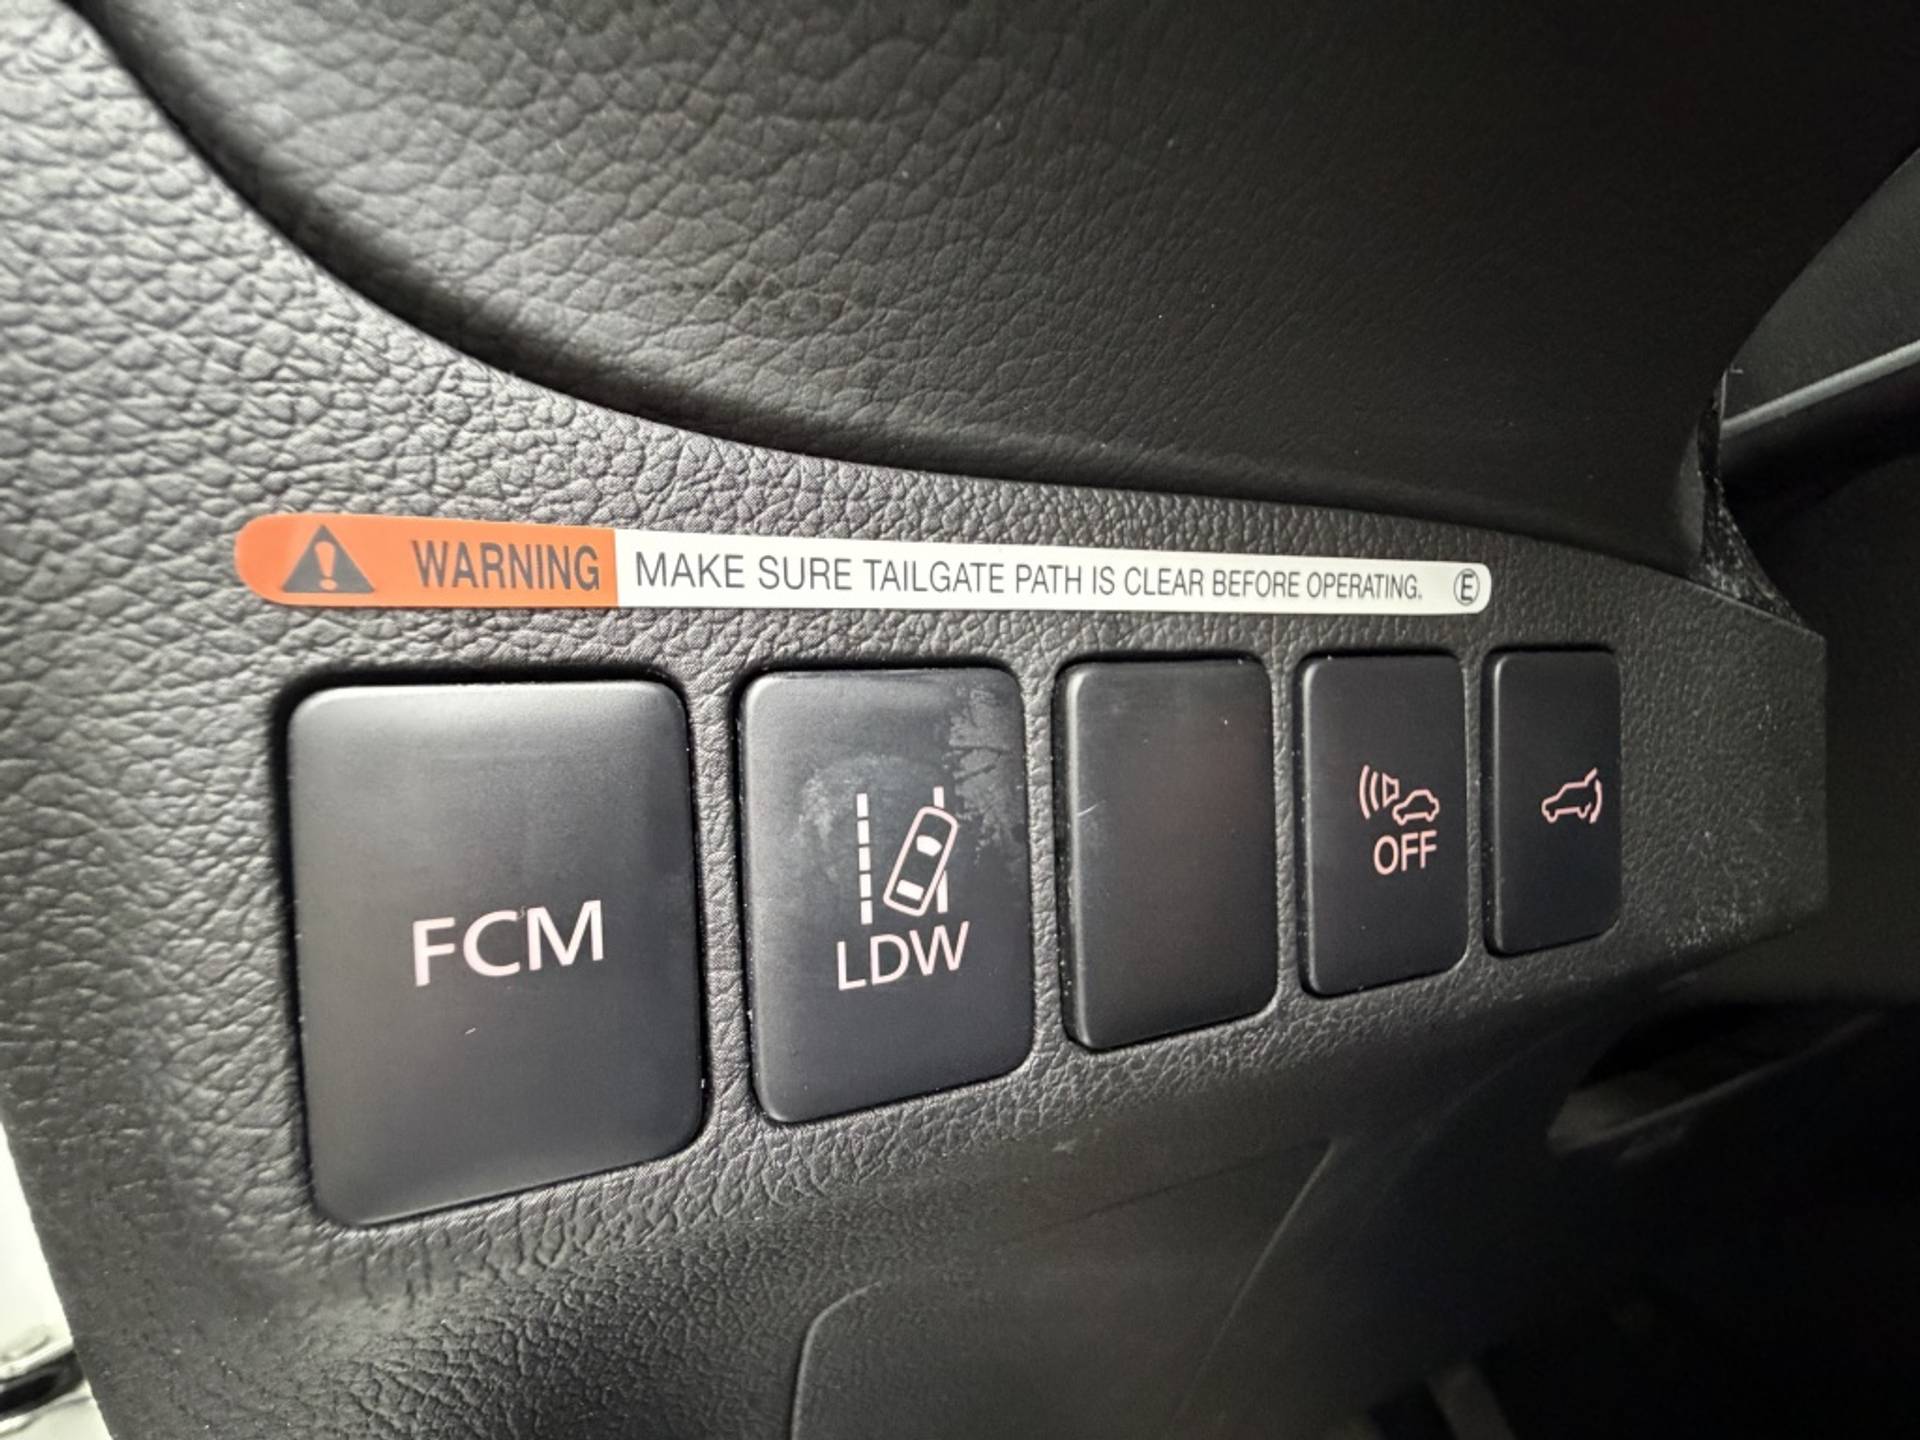 WARNING MAKE SURE TAILGATE PATH IS CLEAR BEFORE OPERATING. Ⓔ
FCM
LDW
OFF